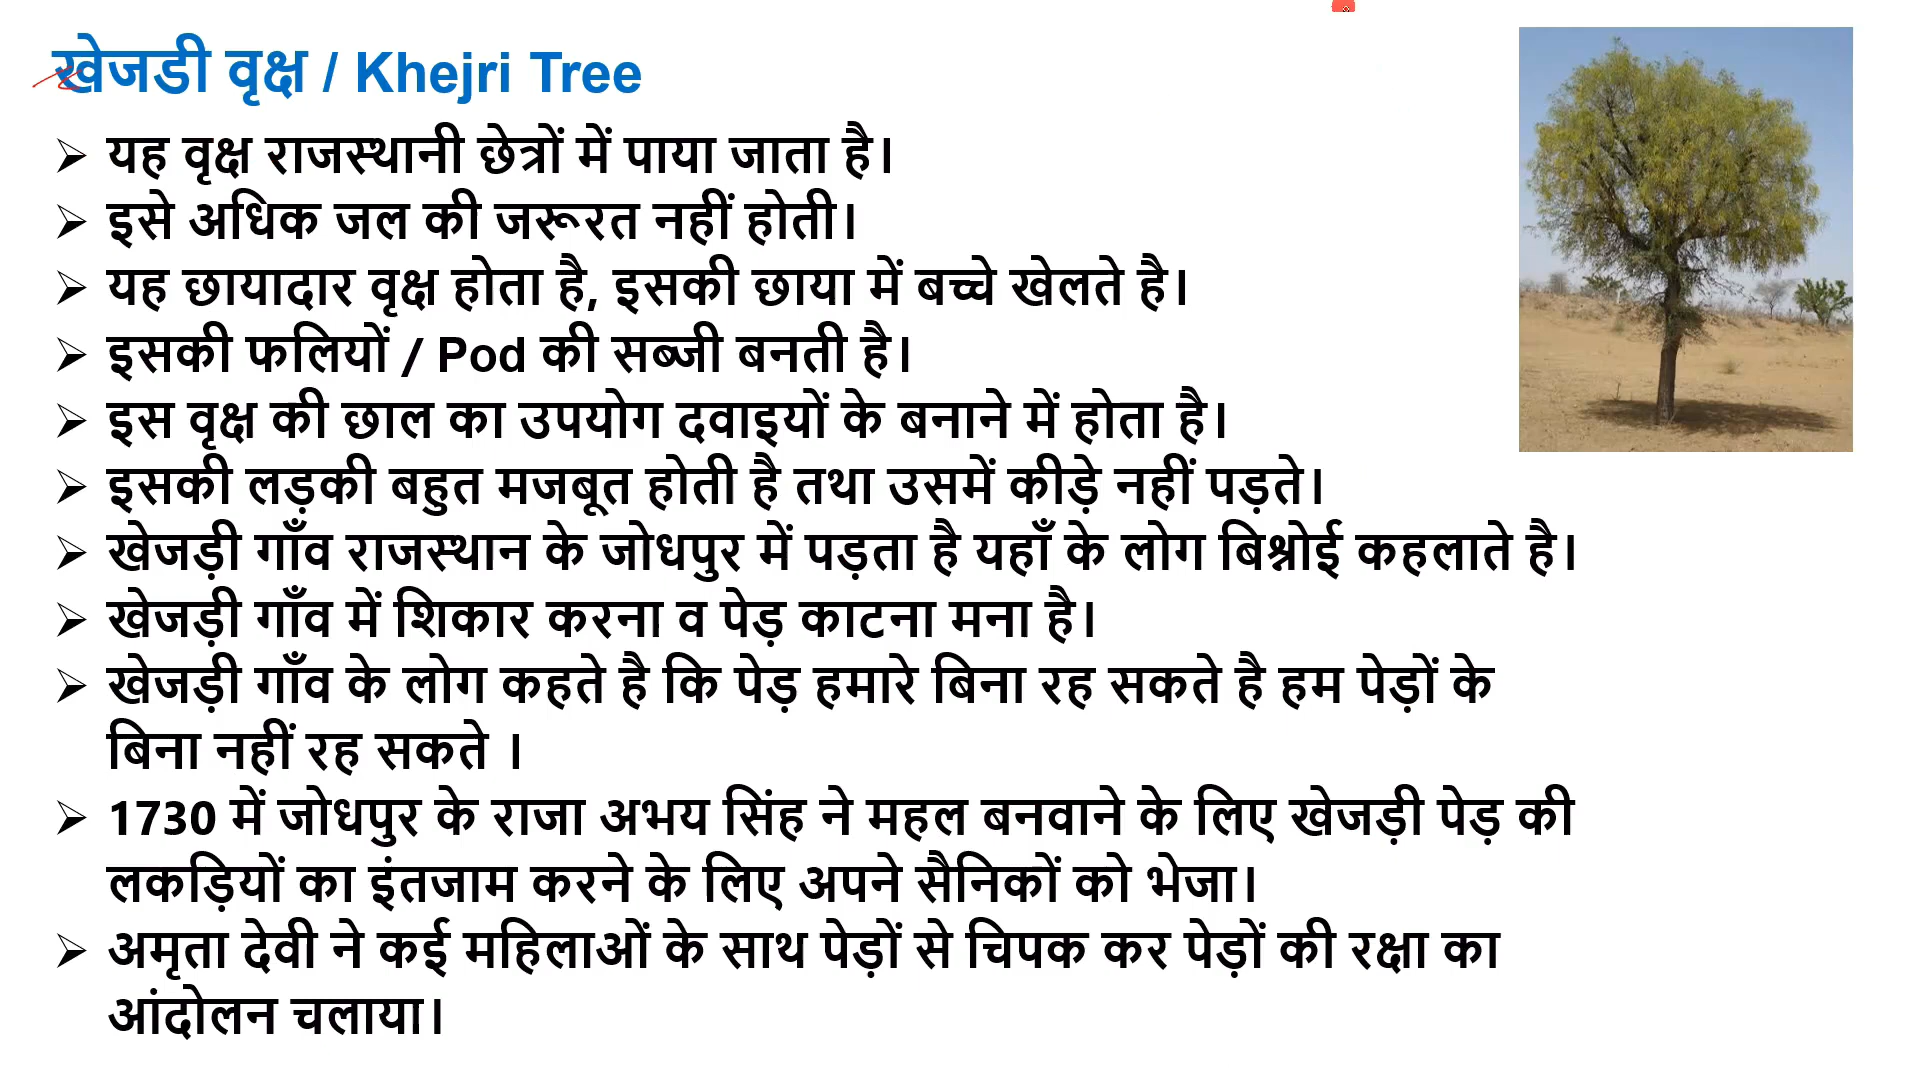 खेजडी वृक्ष / Khejri Tree
➢ यह वृक्ष राजस्थानी छेत्रों में पाया जाता है।
➢ इसे अधिक जल की जरूरत नहीं होती।
➢ यह छायादार वृक्ष होता है, इसकी छाया में बच्चे खेलते है।
➢ इसकी फलियों / Pod की सब्जी बनती है।
➢ इस वृक्ष की छाल का उपयोग दवाइयों के बनाने में होता है।
➢ इसकी लड़की बहुत मजबूत होती है तथा उसमें कीड़े नहीं पड़ते।
➢ खेजड़ी गाँव राजस्थान के जोधपुर में पड़ता है यहाँ के लोग बिश्नोई कहलाते है।
➢ खेजड़ी गाँव में शिकार करना व पेड़ काटना मना है।
➢ खेजड़ी गाँव के लोग कहते है कि पेड़ हमारे बिना रह सकते है हम पेड़ों के
बिना नहीं रह सकते ।
➢ 1730 में जोधपुर के राजा अभय सिंह ने महल बनवाने के लिए खेजड़ी पेड़ की
लकड़ियों का इंतजाम करने के लिए अपने सैनिकों को भेजा।
➢ अमृता देवी ने कई महिलाओं के साथ पेड़ों से चिपक कर पेड़ों की रक्षा का
आंदोलन चलाया।